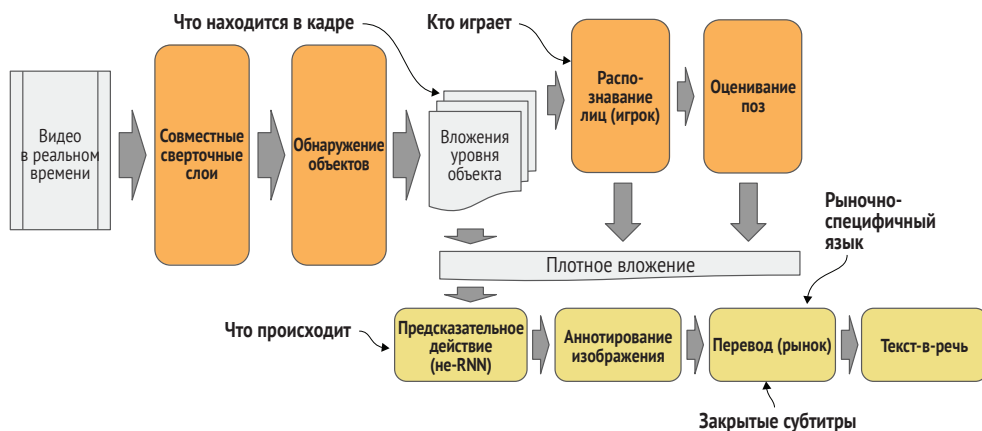 Что находится в кадре
Кто играет
Видео
в реальном
времени
Совместные
сверточные
слои
Обнаружение
объектов
Вложения
уровня
объекта
Распо-
знавание
лиц (игрок)
Оценивание
поз
Рыночно-
специфичный
язык
Плотное вложение
Что происходит
Предсказательное
действие
(не-RNN)
Аннотирование
изображения
Перевод (рынок)
Текст-в-речь
Закрытые субтитры